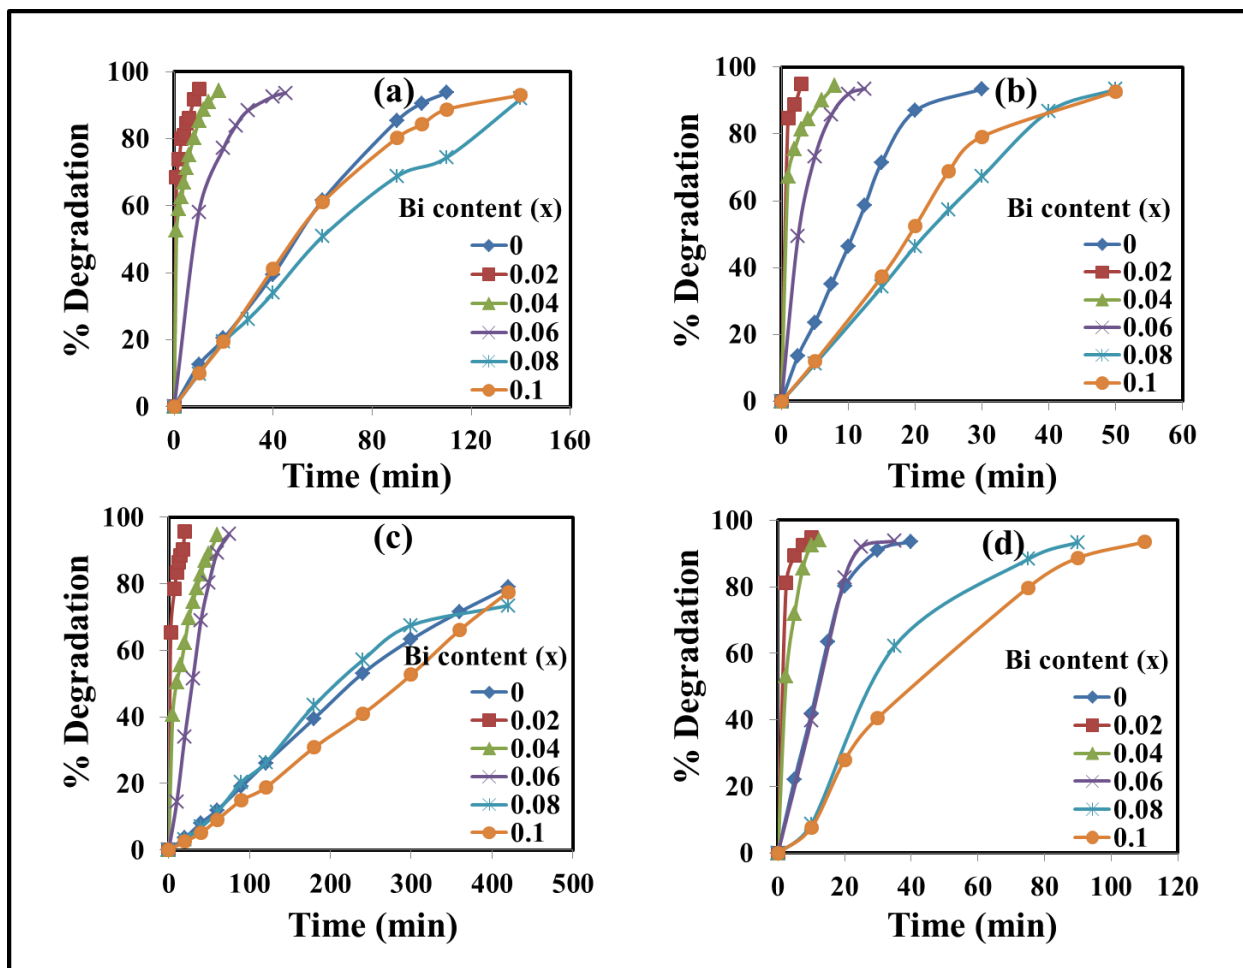 (a)
% Degradation
100
80
60
40
20
0
0 40 80 120 160
Time (min)
Bi content (x)
0
0.02
0.04
0.06
0.08
0.1
(b)
% Degradation
100
80
60
40
20
0
0 10 20 30 40 50 60
Time (min)
Bi content (x)
0
0.02
0.04
0.06
0.08
0.1
(c)
% Degradation
100
80
60
40
20
0
0 100 200 300 400 500
Time (min)
Bi content (x)
0
0.02
0.04
0.06
0.08
0.1
(d)
% Degradation
100
80
60
40
20
0
0 20 40 60 80 100 120
Time (min)
Bi content (x)
0
0.02
0.04
0.06
0.08
0.1